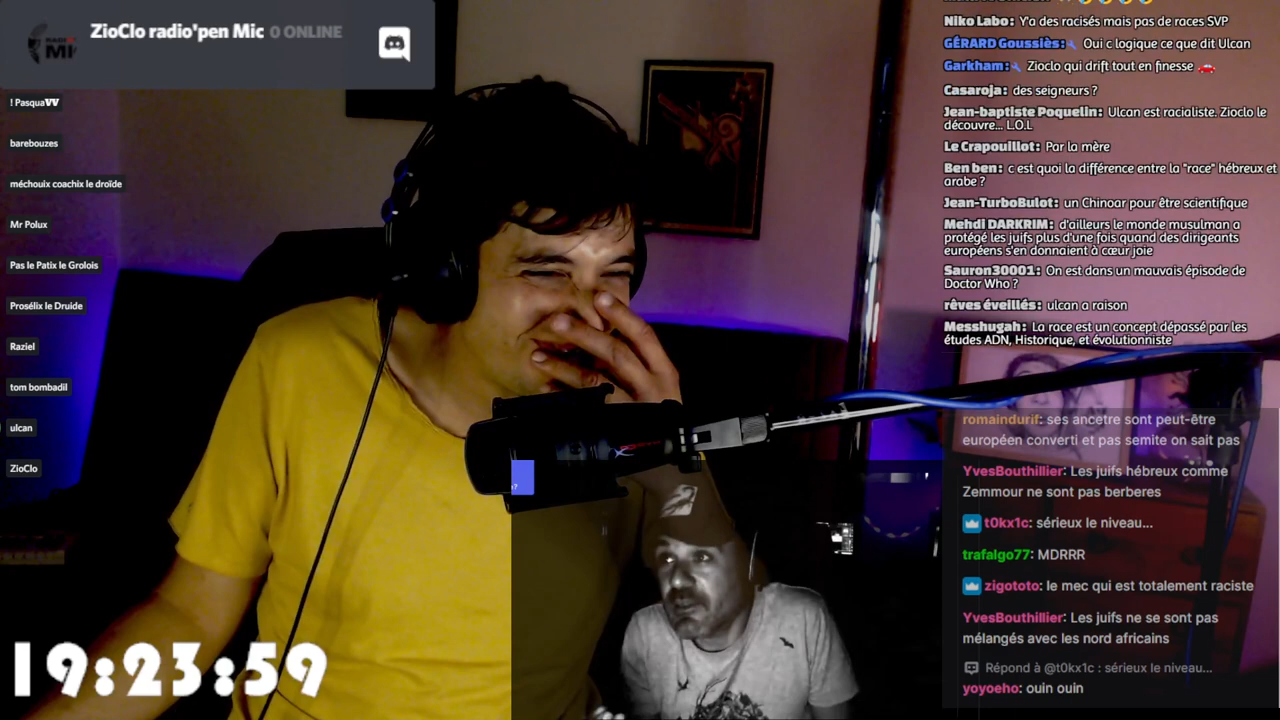 ZioClo radio'pen Mic 0 ONLINE
MI
! PasquaVV
barebouzes
méchouix coachix le droïde
Mr Polux
Pas le Patix le Grolois
Prosélix le Druide
Raziel
tom bombadil
ulcan
ZioClo
19:23:59
Niko Labo: Y'a des racisés mais pas de races SVP
GÉRARD Goussiès: Oui c logique ce que dit Ulcan
Garkham: Zioclo qui drift tout en finesse 🚗
Casaroja: des seigneurs ?
Jean-baptiste Poquelin: Ulcan est racialiste. Zioclo le
découvre... L.O.L
Le Crapouillot: Par la mère
Ben ben: c est quoi la différence entre la "race" hébreux et
arabe ?
Jean-TurboBulot: un Chinoar pour être scientifique
Mehdi DARKRIM: d'ailleurs le monde musulman a
protégé les juifs plus d'une fois quand des dirigeants
européens s'en donnaient à cœur joie
Sauron30001: On est dans un mauvais épisode de
Doctor Who ?
rêves éveillés: ulcan a raison
Messhugah: La race est un concept dépassé par les
études ADN, Historique, et évolutionniste
romaindurif: ses ancetre sont peut-être
européen converti et pas semite on sait pas
YvesBouthillier: Les juifs hébreux comme
Zemmour ne sont pas berberes
t0kx1c: sérieux le niveau...
trafalgo77: MDRRR
zigototo: le mec qui est totalement raciste
YvesBouthillier: Les juifs ne se sont pas
mélangés avec les nord africains
Répond à @t0kx1c : sérieux le niveau...
yoyoeho: ouin ouin